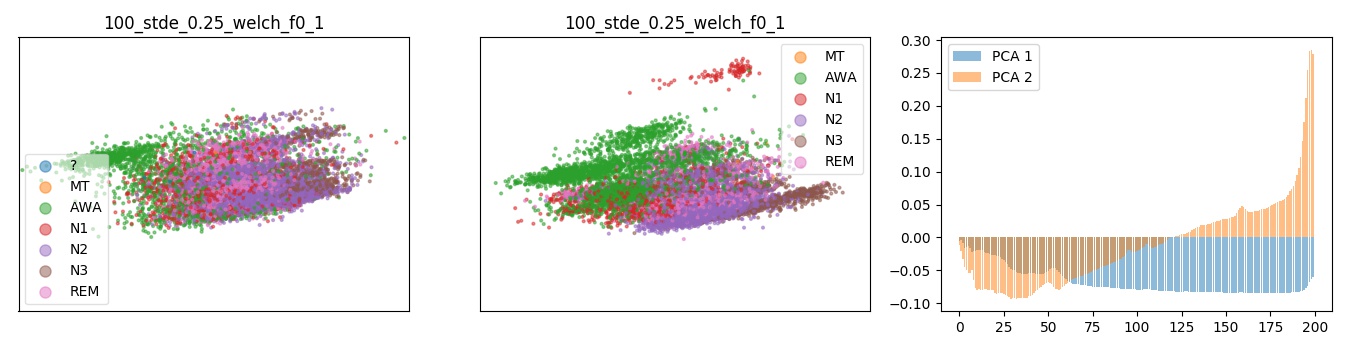 100_stde_0.25_welch_f0_1
?
MT
AWA
N1
N2
N3
REM
100_stde_0.25_welch_f0_1
MT
AWA
N1
N2
N3
REM
PCA 1
PCA 2
0.30
0.25
0.20
0.15
0.10
0.05
0.00
−0.05
−0.10
0 25 50 75 100 125 150 175 200